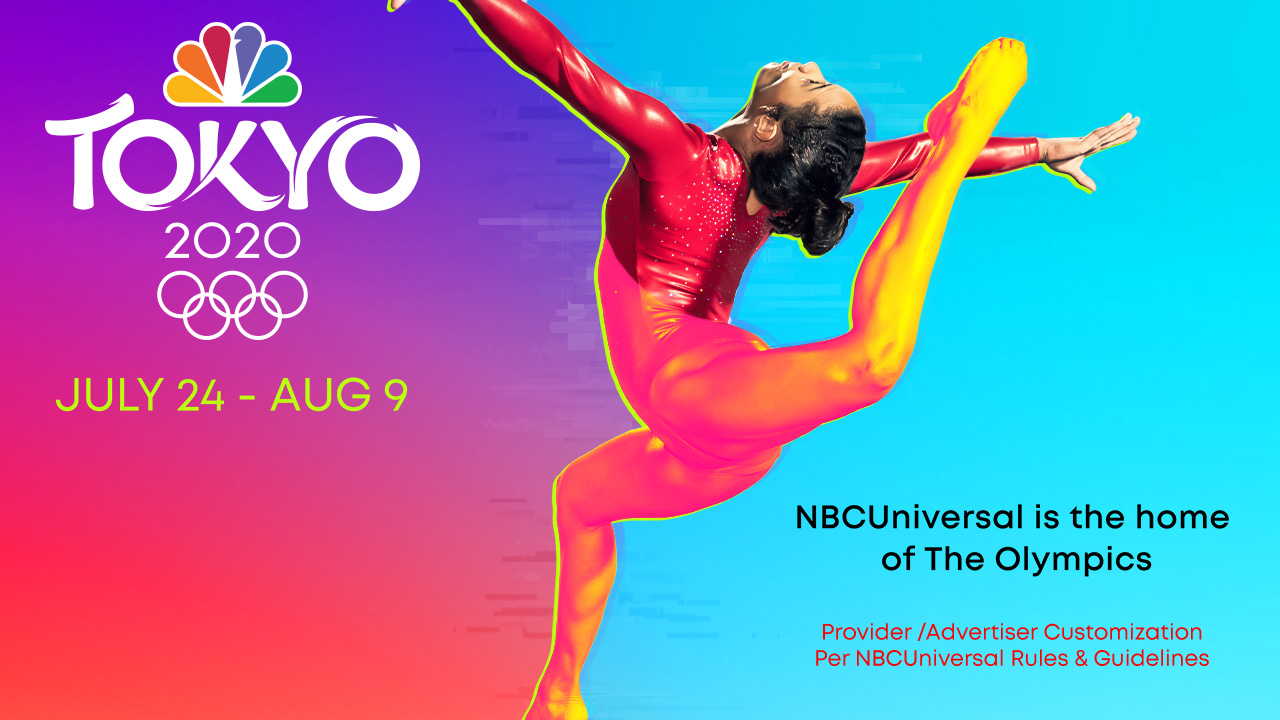 TOKYO
2020
JULY 24 - AUG 9
NBCUniversal is the home
of The Olympics
Provider /Advertiser Customization
Per NBCUniversal Rules & Guidelines